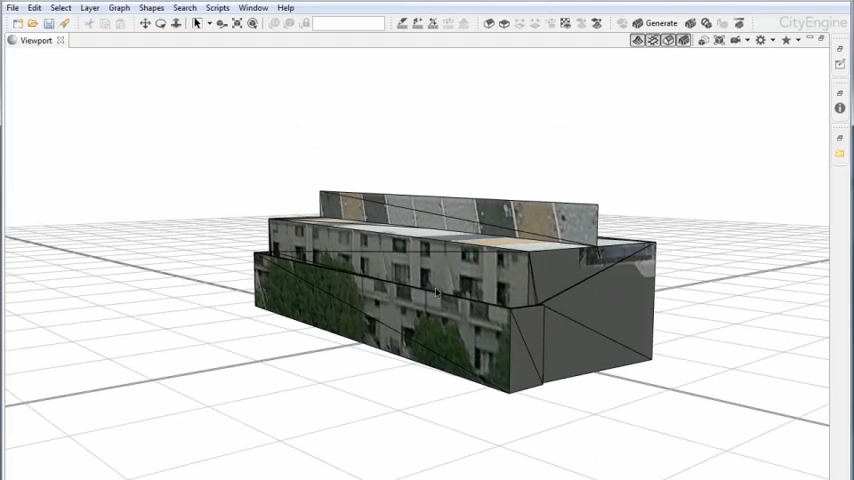 File Edit Select Layer Graph Shapes Search Scripts Window Help
Generate
CityEngine
Viewport